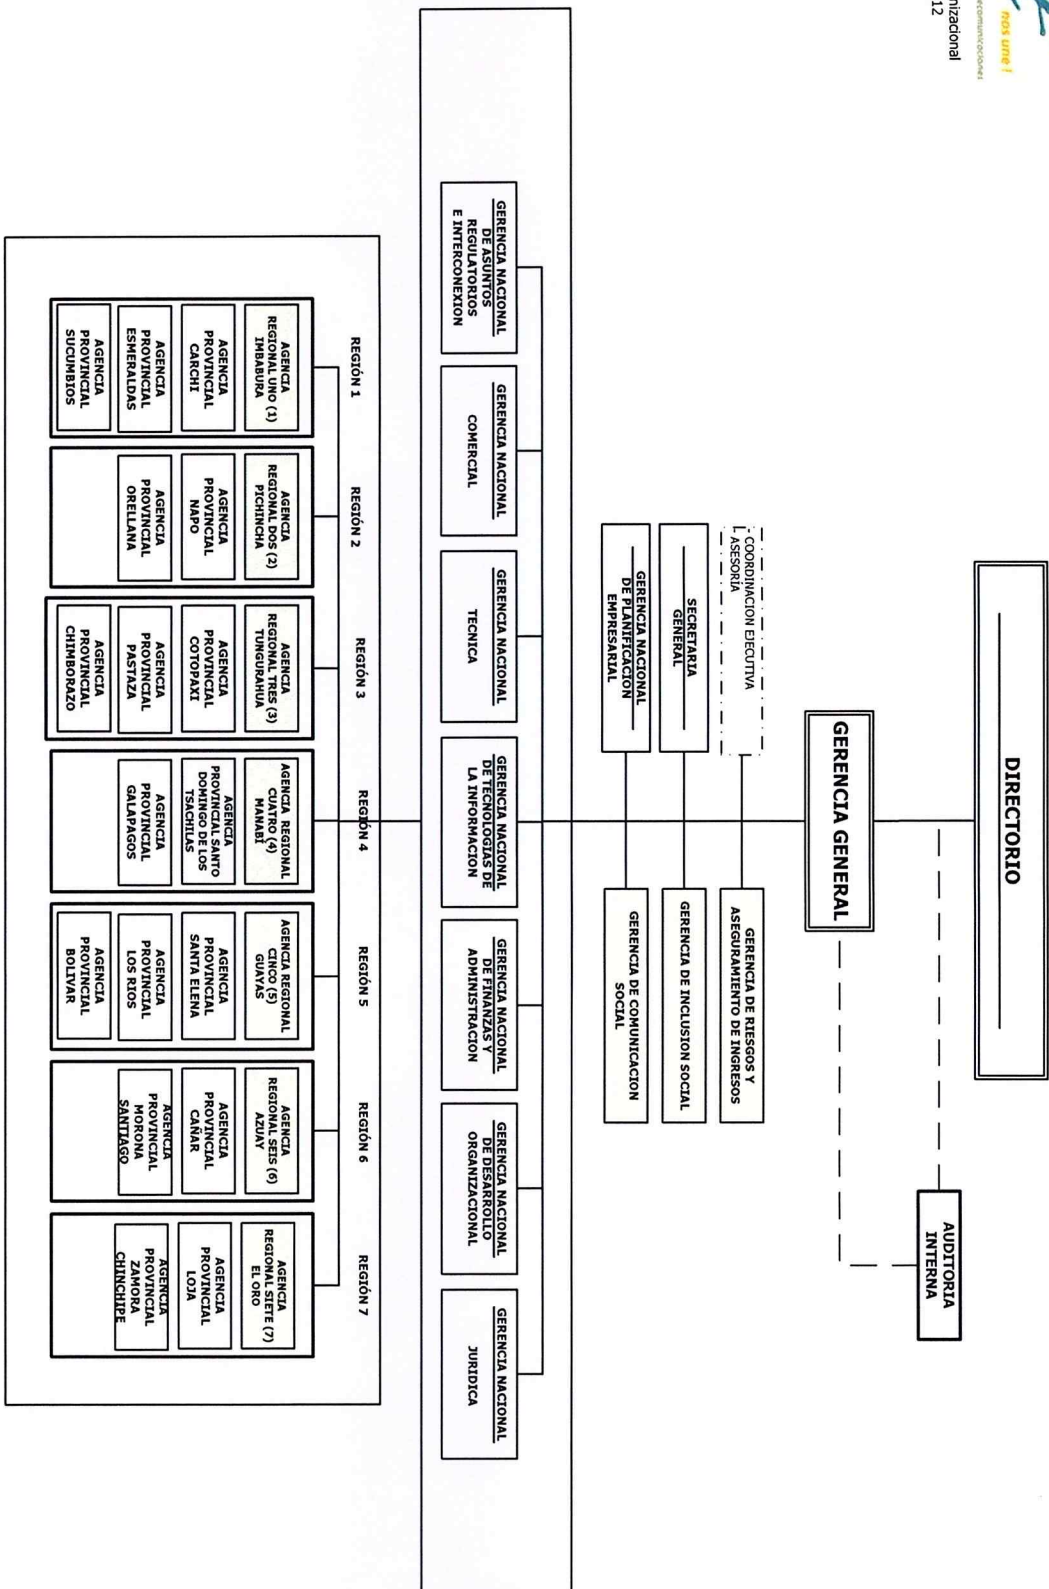 nos une!
ecomunicaciones
nizacional
12
DIRECTORIO
AUDITORIA
INTERNA
GERENCIA GENERAL
- COORDINACION EJECUTIVA
- ASESORÍA
GERENCIA DE RIESGOS Y
ASEGURAMIENTO DE INGRESOS
SECRETARIA
GENERAL
GERENCIA DE INCLUSION SOCIAL
GERENCIA NACIONAL
DE PLANIFICACION
EMPRESARIAL
GERENCIA DE COMUNICACION
SOCIAL
GERENCIA NACIONAL
DE ASUNTOS
REGULATORIOS
E INTERCONEXION
GERENCIA NACIONAL
COMERCIAL
GERENCIA NACIONAL
TECNICA
GERENCIA NACIONAL
DE TECNOLOGIAS DE
LA INFORMACION
GERENCIA NACIONAL
DE FINANZAS Y
ADMINISTRACION
GERENCIA NACIONAL
DE DESARROLLO
ORGANIZACIONAL
GERENCIA NACIONAL
JURIDICA
REGIÓN 1
AGENCIA
REGIONAL UNO (1)
IMBABURA
AGENCIA
PROVINCIAL
CARCHI
AGENCIA
PROVINCIAL
ESMERALDAS
AGENCIA
PROVINCIAL
SUCUMBIOS
REGIÓN 2
AGENCIA
REGIONAL DOS (2)
PICHINCHA
AGENCIA
PROVINCIAL
NAPO
AGENCIA
PROVINCIAL
ORELLANA
REGIÓN 3
AGENCIA
REGIONAL TRES (3)
TUNGURAHUA
AGENCIA
PROVINCIAL
COTOPAXI
AGENCIA
PROVINCIAL
PASTAZA
AGENCIA
PROVINCIAL
CHIMBORAZO
REGIÓN 4
AGENCIA REGIONAL
CUATRO (4)
MANABÍ
AGENCIA
PROVINCIAL SANTO
DOMINGO DE LOS
TSACHILAS
AGENCIA
PROVINCIAL
GALAPAGOS
REGIÓN 5
AGENCIA REGIONAL
CINCO (5)
GUAYAS
AGENCIA
PROVINCIAL
SANTA ELENA
AGENCIA
PROVINCIAL
LOS RIOS
AGENCIA
PROVINCIAL
BOLIVAR
REGIÓN 6
AGENCIA
REGIONAL SEIS (6)
AZUAY
AGENCIA
PROVINCIAL
CAÑAR
AGENCIA
PROVINCIAL
MORONA
SANTIAGO
REGIÓN 7
AGENCIA
REGIONAL SIETE (7)
EL ORO
AGENCIA
PROVINCIAL
LOJA
AGENCIA
PROVINCIAL
ZAMORA
CHINCHIPE